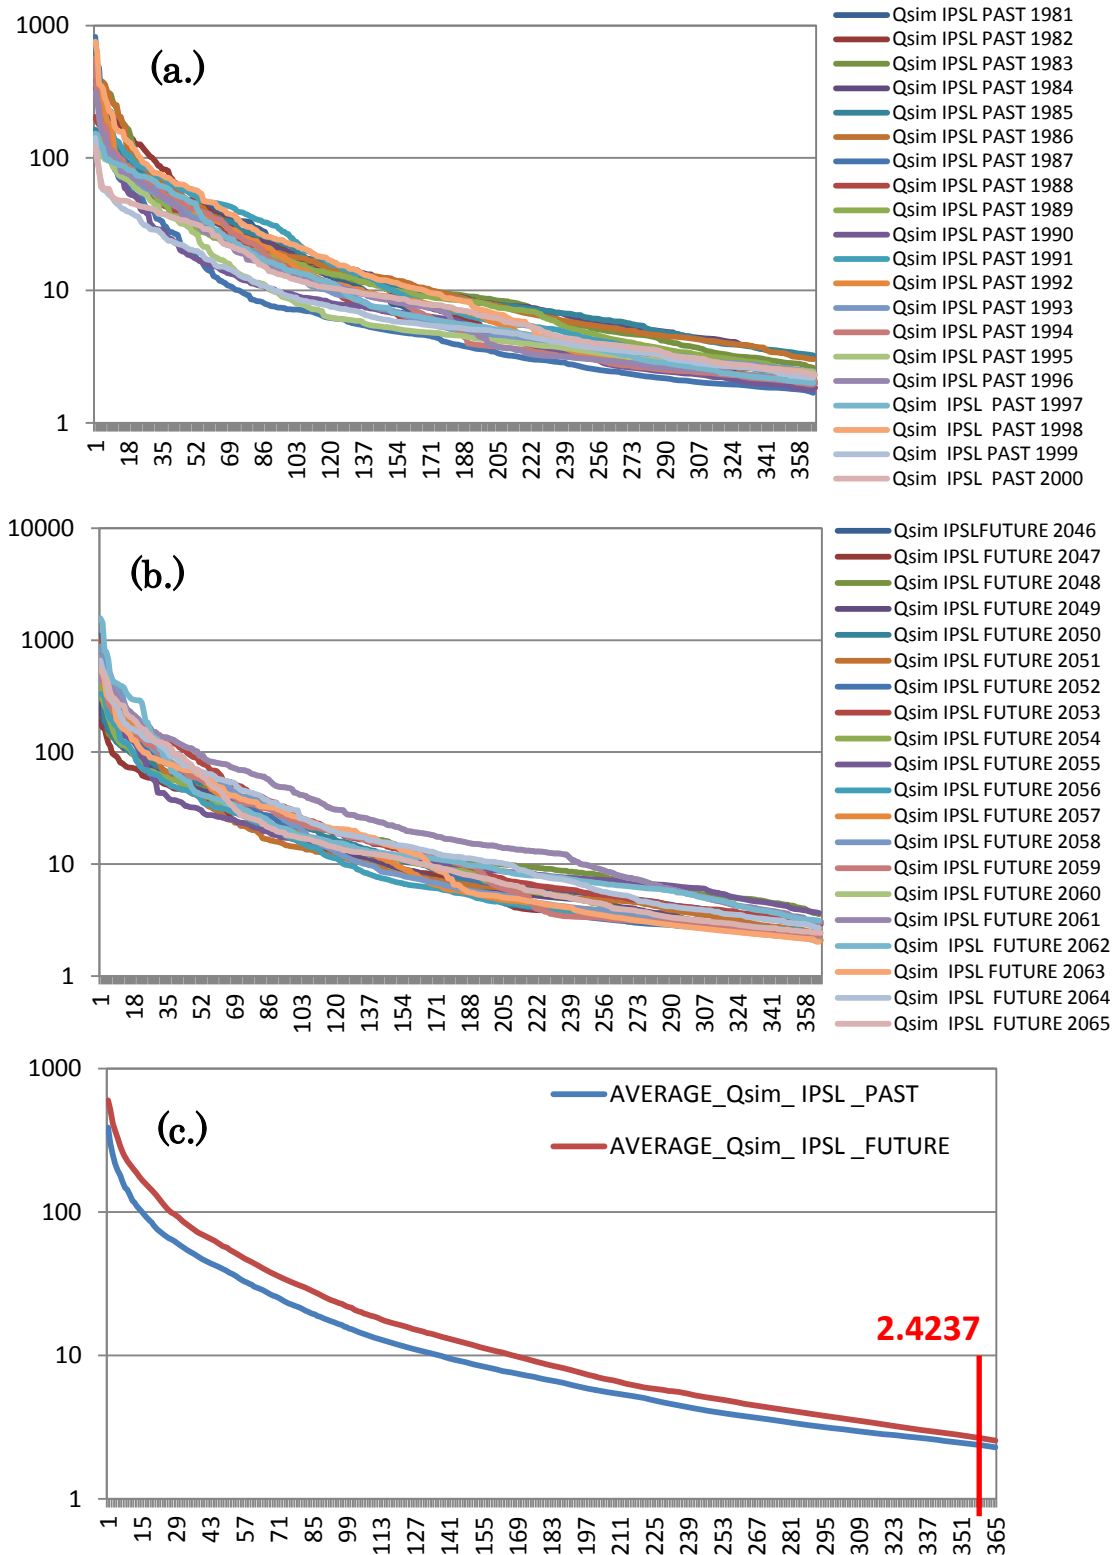 1000
100
10
1
(a.)
1 18 35 52 69 86 103 120 137 154 171 188 205 222 239 256 273 290 307 324 341 358
Qsim IPSL PAST 1981
Qsim IPSL PAST 1982
Qsim IPSL PAST 1983
Qsim IPSL PAST 1984
Qsim IPSL PAST 1985
Qsim IPSL PAST 1986
Qsim IPSL PAST 1987
Qsim IPSL PAST 1988
Qsim IPSL PAST 1989
Qsim IPSL PAST 1990
Qsim IPSL PAST 1991
Qsim IPSL PAST 1992
Qsim IPSL PAST 1993
Qsim IPSL PAST 1994
Qsim IPSL PAST 1995
Qsim IPSL PAST 1996
Qsim IPSL PAST 1997
Qsim IPSL PAST 1998
Qsim IPSL PAST 1999
Qsim IPSL PAST 2000
10000
1000
100
10
1
(b.)
1 18 35 52 69 86 103 120 137 154 171 188 205 222 239 256 273 290 307 324 341 358
Qsim IPSLFUTURE 2046
Qsim IPSL FUTURE 2047
Qsim IPSL FUTURE 2048
Qsim IPSL FUTURE 2049
Qsim IPSL FUTURE 2050
Qsim IPSL FUTURE 2051
Qsim IPSL FUTURE 2052
Qsim IPSL FUTURE 2053
Qsim IPSL FUTURE 2054
Qsim IPSL FUTURE 2055
Qsim IPSL FUTURE 2056
Qsim IPSL FUTURE 2057
Qsim IPSL FUTURE 2058
Qsim IPSL FUTURE 2059
Qsim IPSL FUTURE 2060
Qsim IPSL FUTURE 2061
Qsim IPSL FUTURE 2062
Qsim IPSL FUTURE 2063
Qsim IPSL FUTURE 2064
Qsim IPSL FUTURE 2065
1000
100
10
1
(c.)
AVERAGE_Qsim_ IPSL _PAST
AVERAGE_Qsim_ IPSL _FUTURE
2.4237
1 15 29 43 57 71 85 99 113 127 141 155 169 183 197 211 225 239 253 267 281 295 309 323 337 351 365